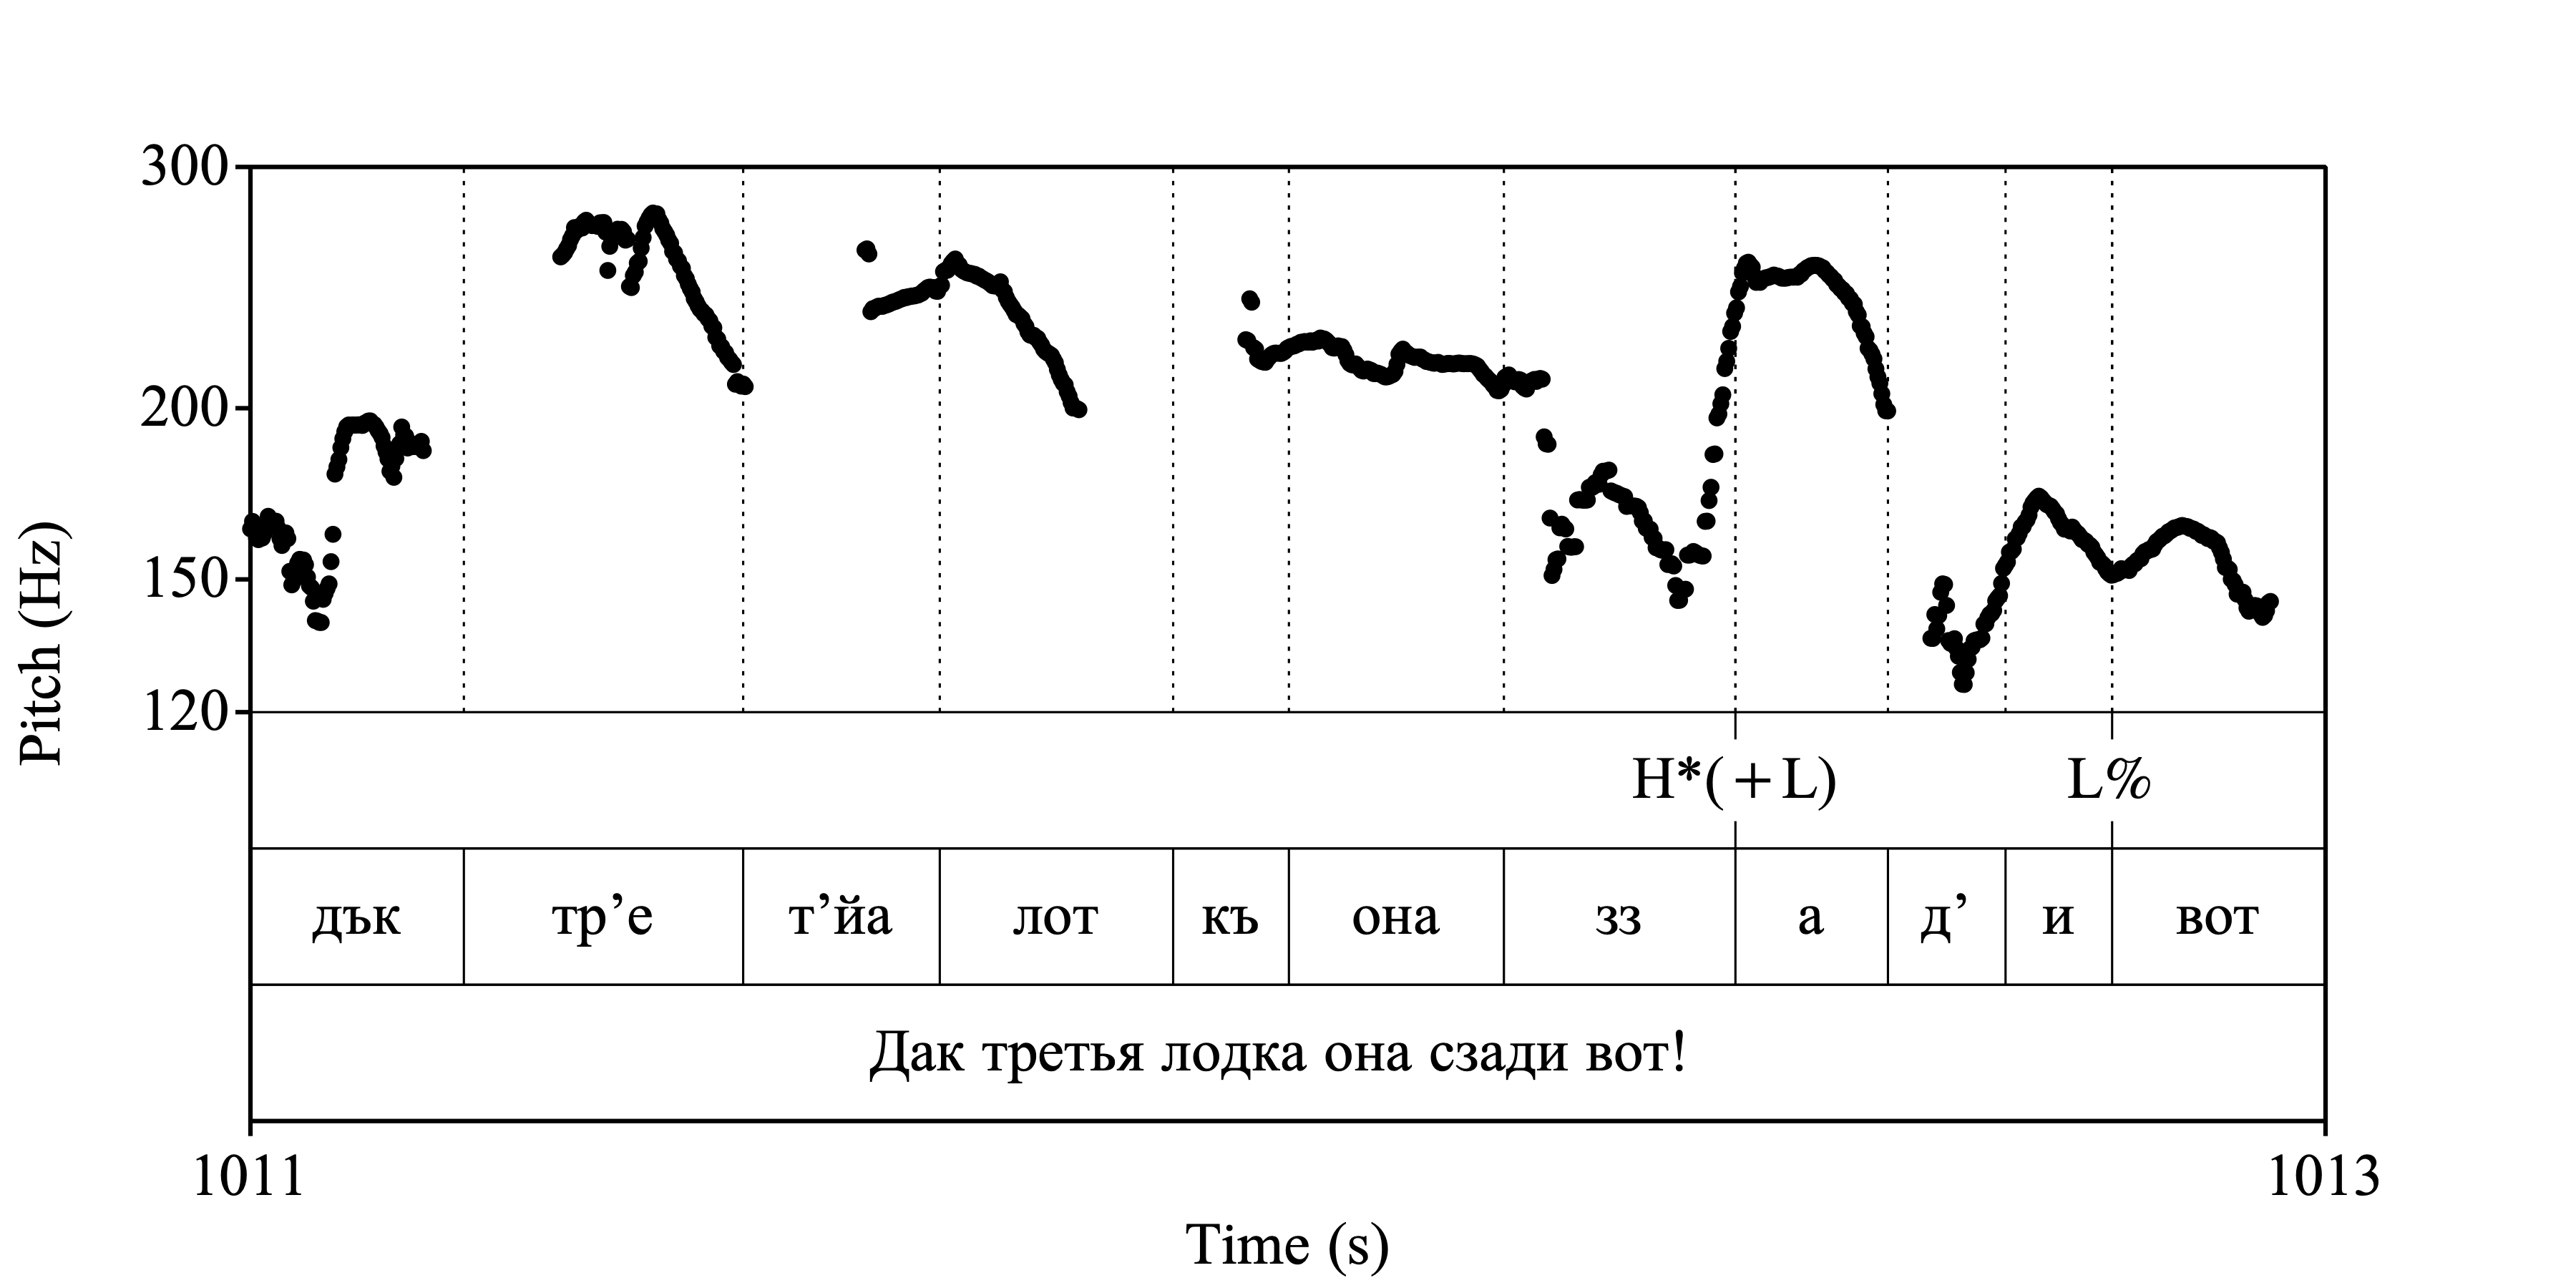 300
200
150
120
Pitch (Hz)
H*(+L) L%
дък тр’е т’йа лот къ она зз а д’ и вот
Дак третья лодка она сзади вот!
1011 1013
Time (s)